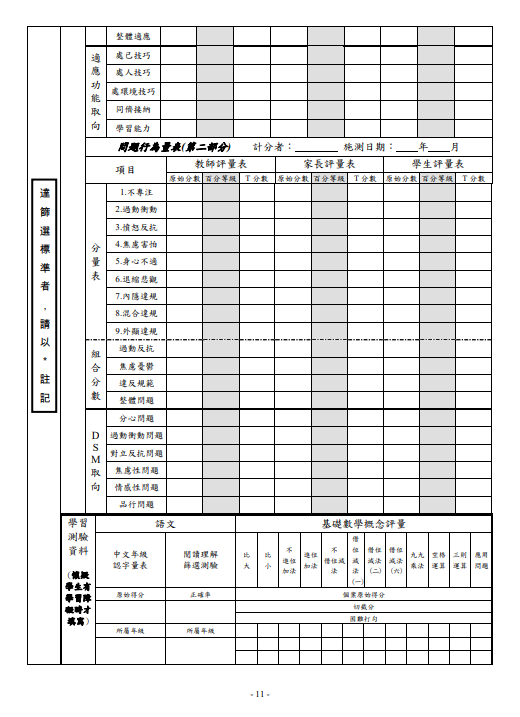 整體適應
適應功能取向
處己技巧
處人技巧
處環境技巧
同儕接納
學習能力
問題行為量表(第二部分) 計分者： 施測日期： 年 月
項目 教師評量表 家長評量表 學生評量表
原始分數 百分等級 T 分數 原始分數 百分等級 T 分數 原始分數 百分等級 T 分數
分量表
1.不專注
2.過動衝動
3.憤怒反抗
4.焦慮害怕
5.身心不適
6.退縮悲觀
7.內隱違規
8.混合違規
9.外顯違規
組合分數
過動反抗
焦慮憂鬱
違反規範
整體問題
DSM取向
分心問題
過動衝動問題
對立反抗問題
焦慮性問題
情感性問題
品行問題
達篩選標準者，請以*註記
學習測驗資料
(懷疑學生有學習障礙時才填寫)
語文 基礎數學概念評量
中文年級認字量表 閱讀理解篩選測驗 比大 比小 不進位加法 進位加法 不借位減法 借位減法(一) 借位減法(二) 借位減法(六) 九九乘法 空格運算 三則運算 應用問題
原始得分 正確率 個案原始得分
切截分
困難打勾
所屬年級 所屬年級
- 11 -